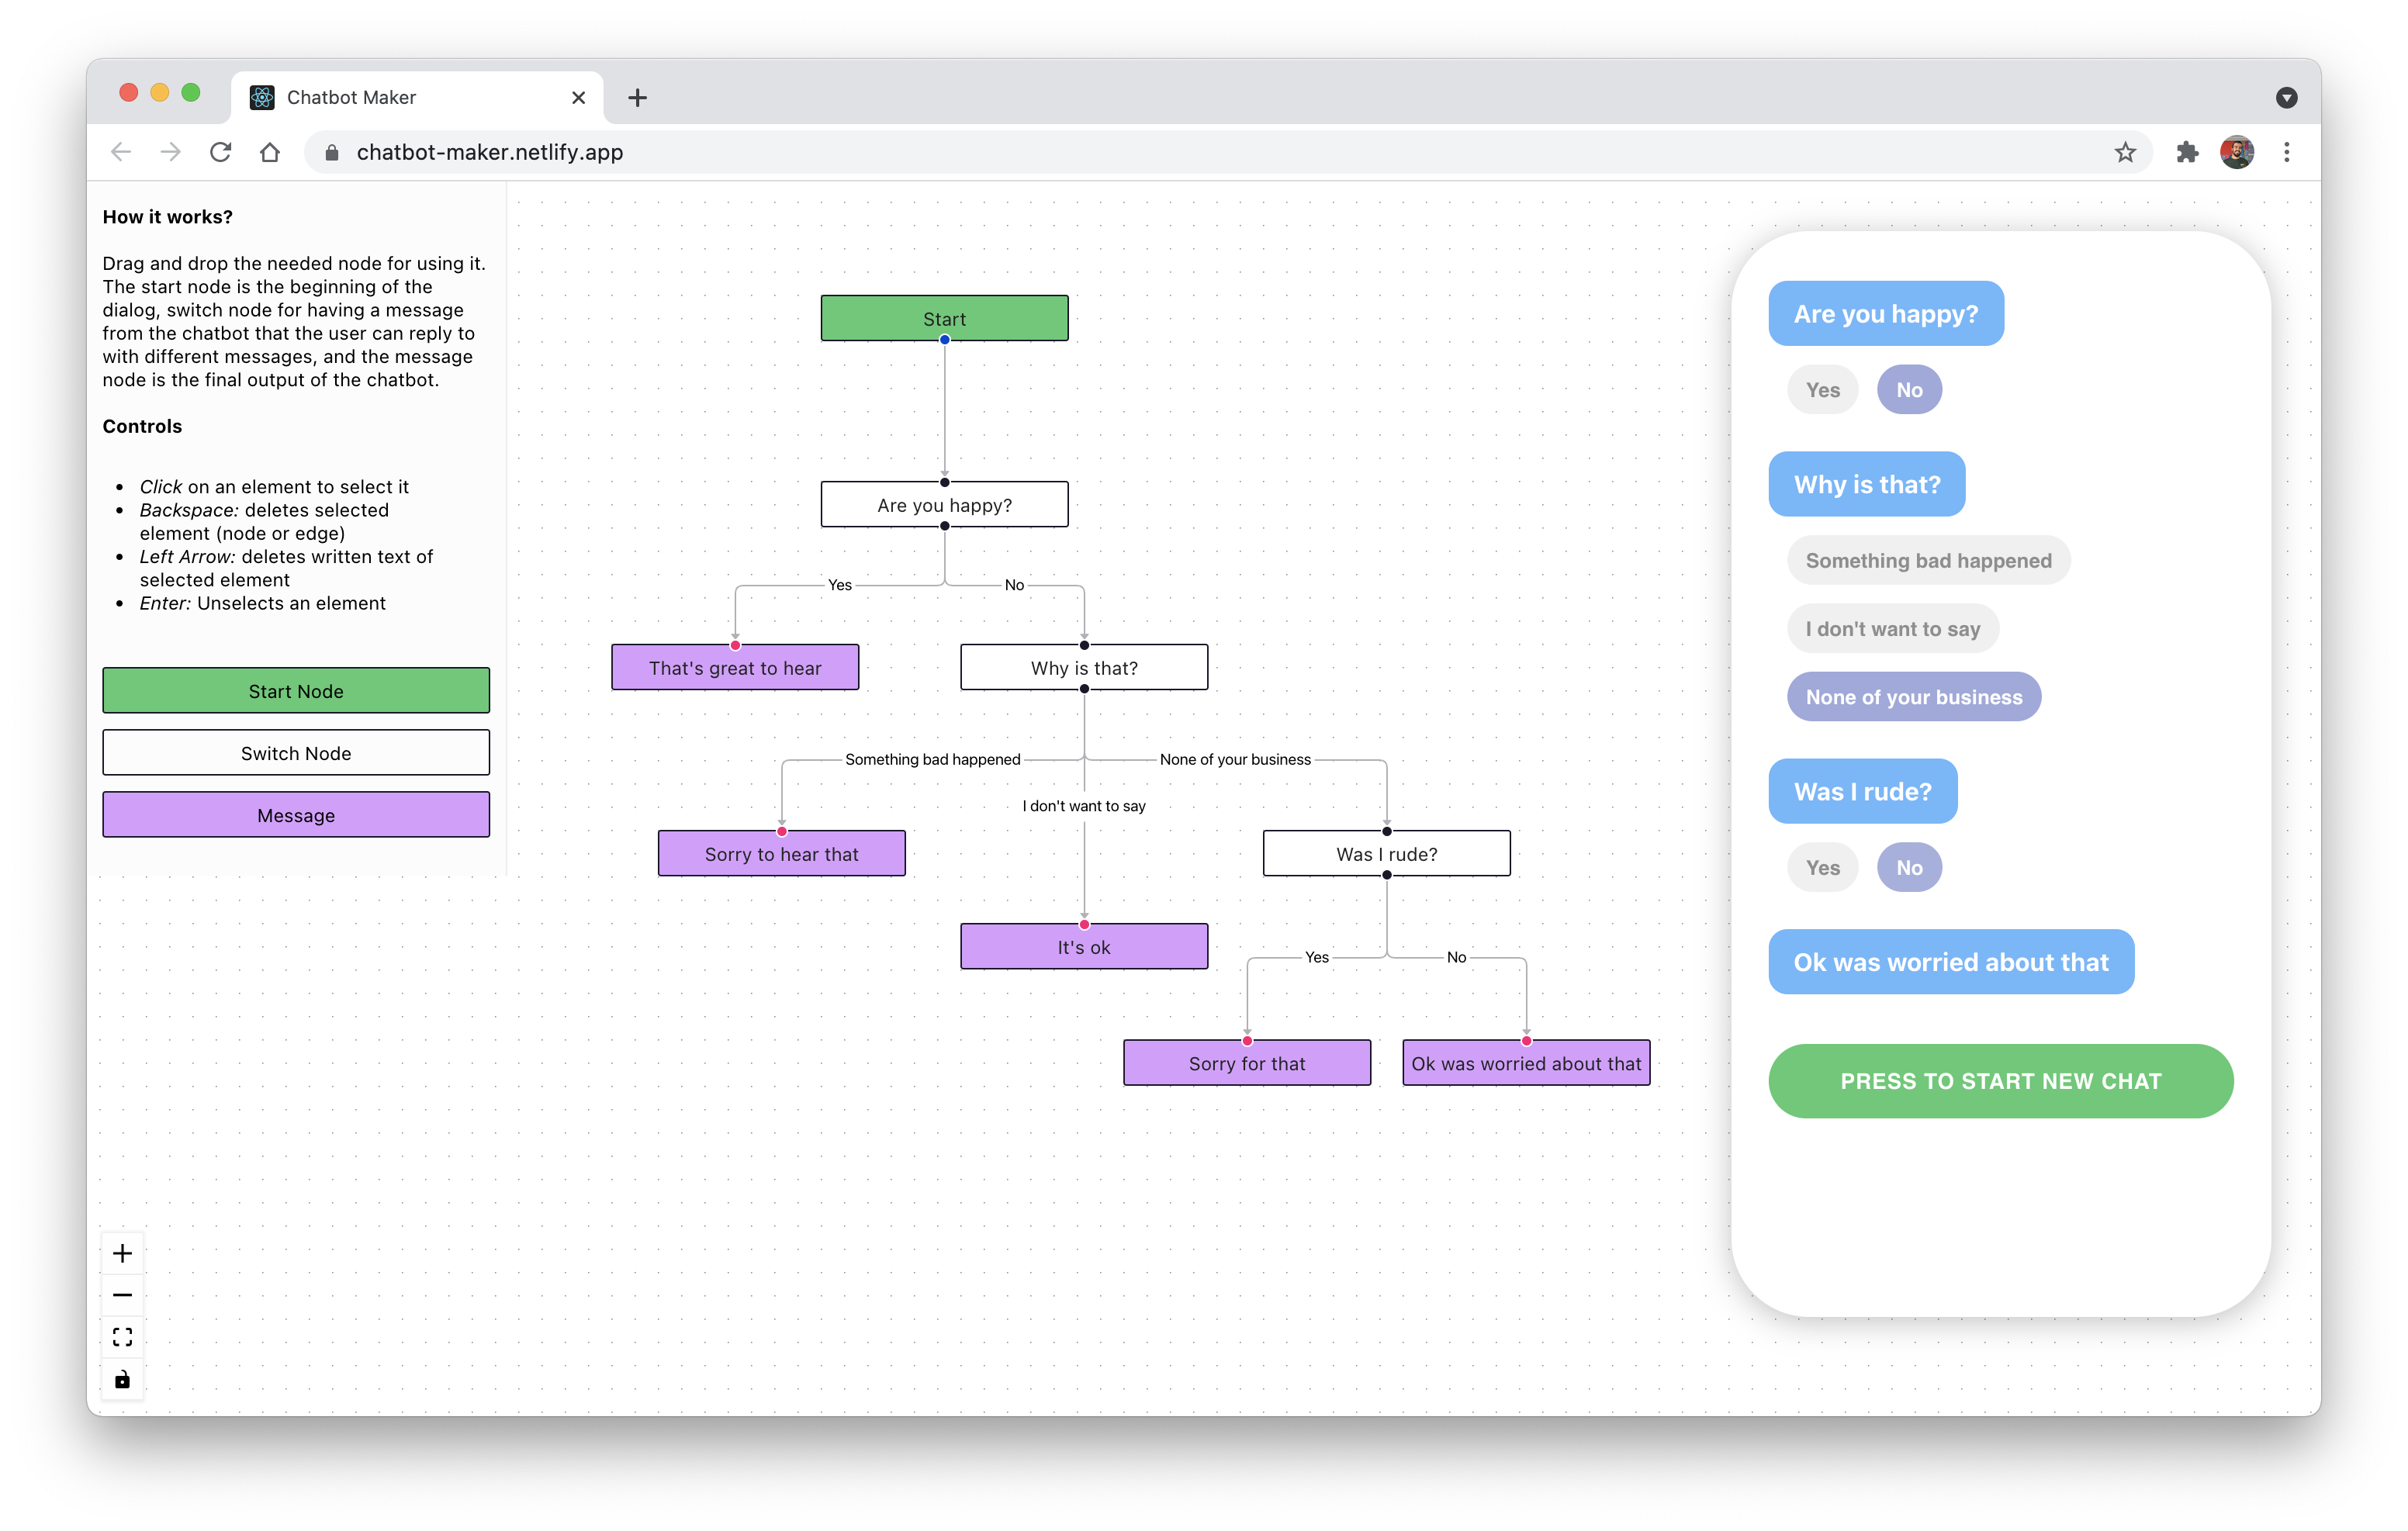 Chatbot Maker
chatbot-maker.netlify.app
How it works?
Drag and drop the needed node for using it.
The start node is the beginning of the
dialog, switch node for having a message
from the chatbot that the user can reply to
with different messages, and the message
node is the final output of the chatbot.
Controls
Click on an element to select it
Backspace: deletes selected
element (node or edge)
Left Arrow: deletes written text of
selected element
Enter: Unselects an element
Start Node
Switch Node
Message
Start
Are you happy?
Yes
No
That's great to hear
Why is that?
Something bad happened
None of your business
I don't want to say
Sorry to hear that
Was I rude?
It's ok
Yes
No
Sorry for that
Ok was worried about that
Are you happy?
Yes
No
Why is that?
Something bad happened
I don't want to say
None of your business
Was I rude?
Yes
No
Ok was worried about that
PRESS TO START NEW CHAT